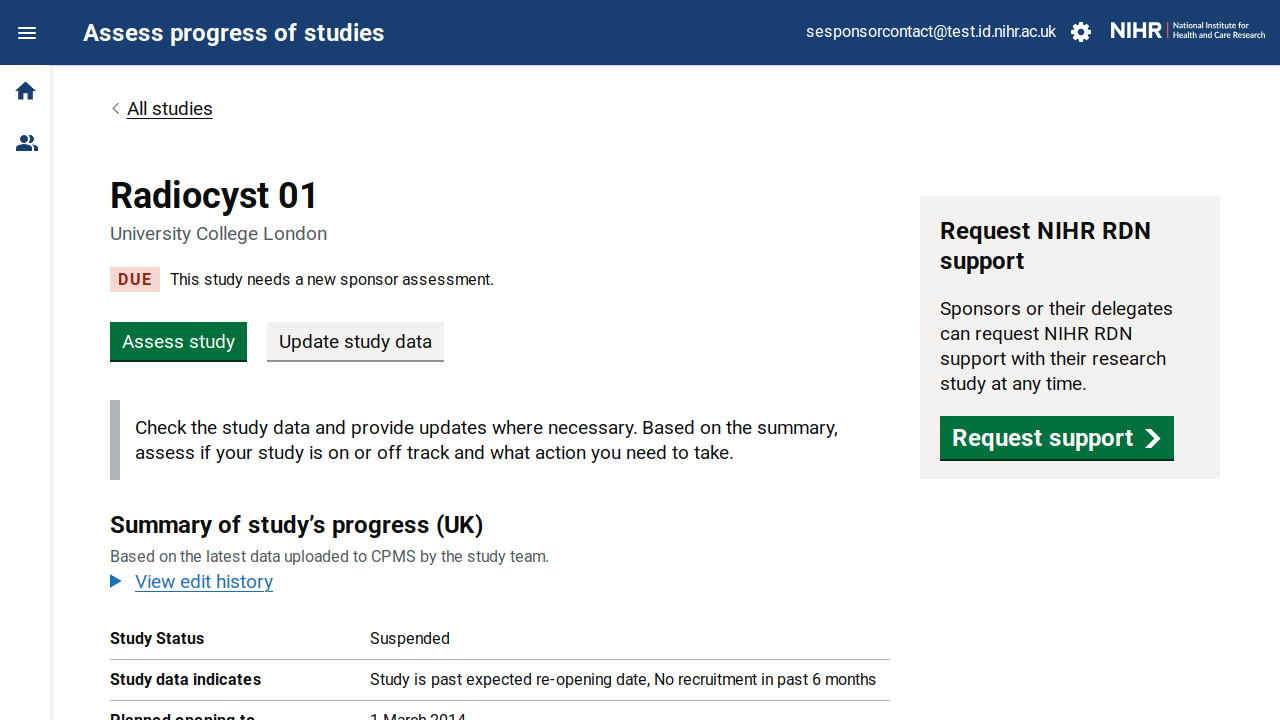 Assess progress of studies
sesponsorcontact@test.id.nihr.ac.uk
NIHR
National Institute for
Health and Care Research
All studies
Radiocyst 01
University College London
DUE
This study needs a new sponsor assessment.
Assess study
Update study data
Check the study data and provide updates where necessary. Based on the summary,
assess if your study is on or off track and what action you need to take.
Request NIHR RDN
support
Sponsors or their delegates
can request NIHR RDN
support with their research
study at any time.
Request support
Summary of study’s progress (UK)
Based on the latest data uploaded to CPMS by the study team.
View edit history
Study Status
Suspended
Study data indicates
Study is past expected re-opening date, No recruitment in past 6 months
Planned opening to
1 March 2014